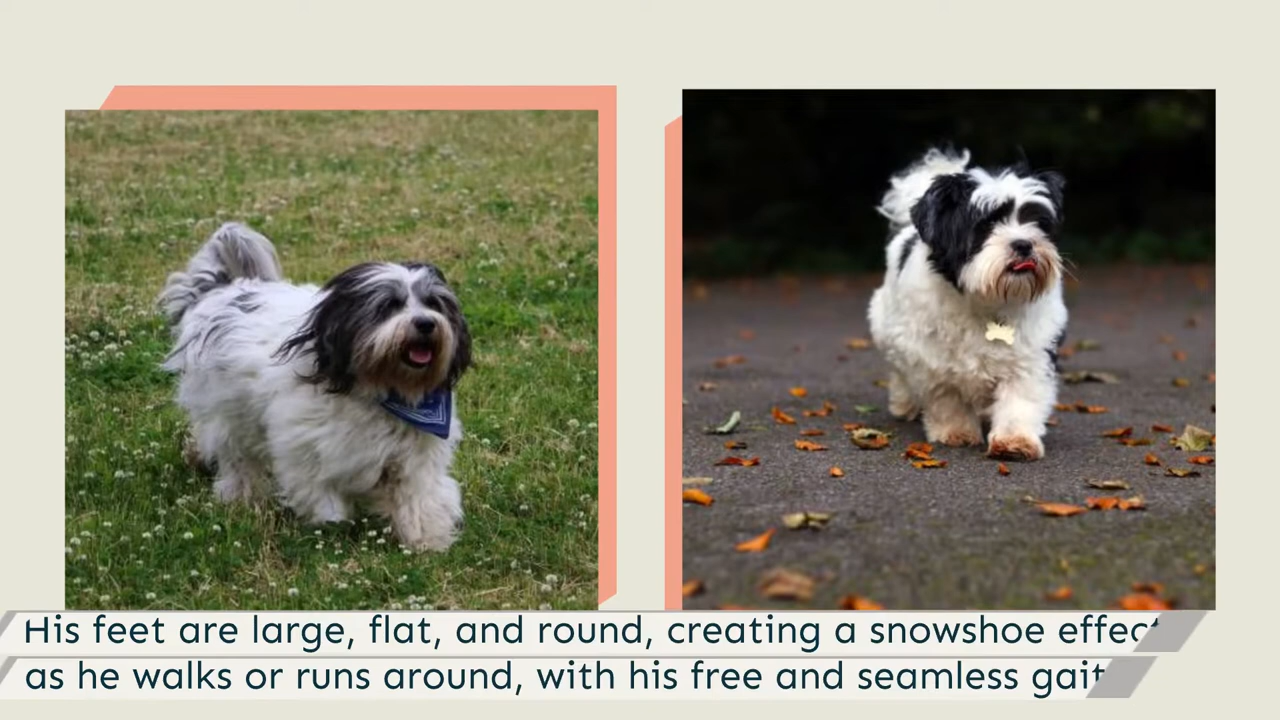 His feet are large, flat, and round, creating a snowshoe effect
as he walks or runs around, with his free and seamless gait